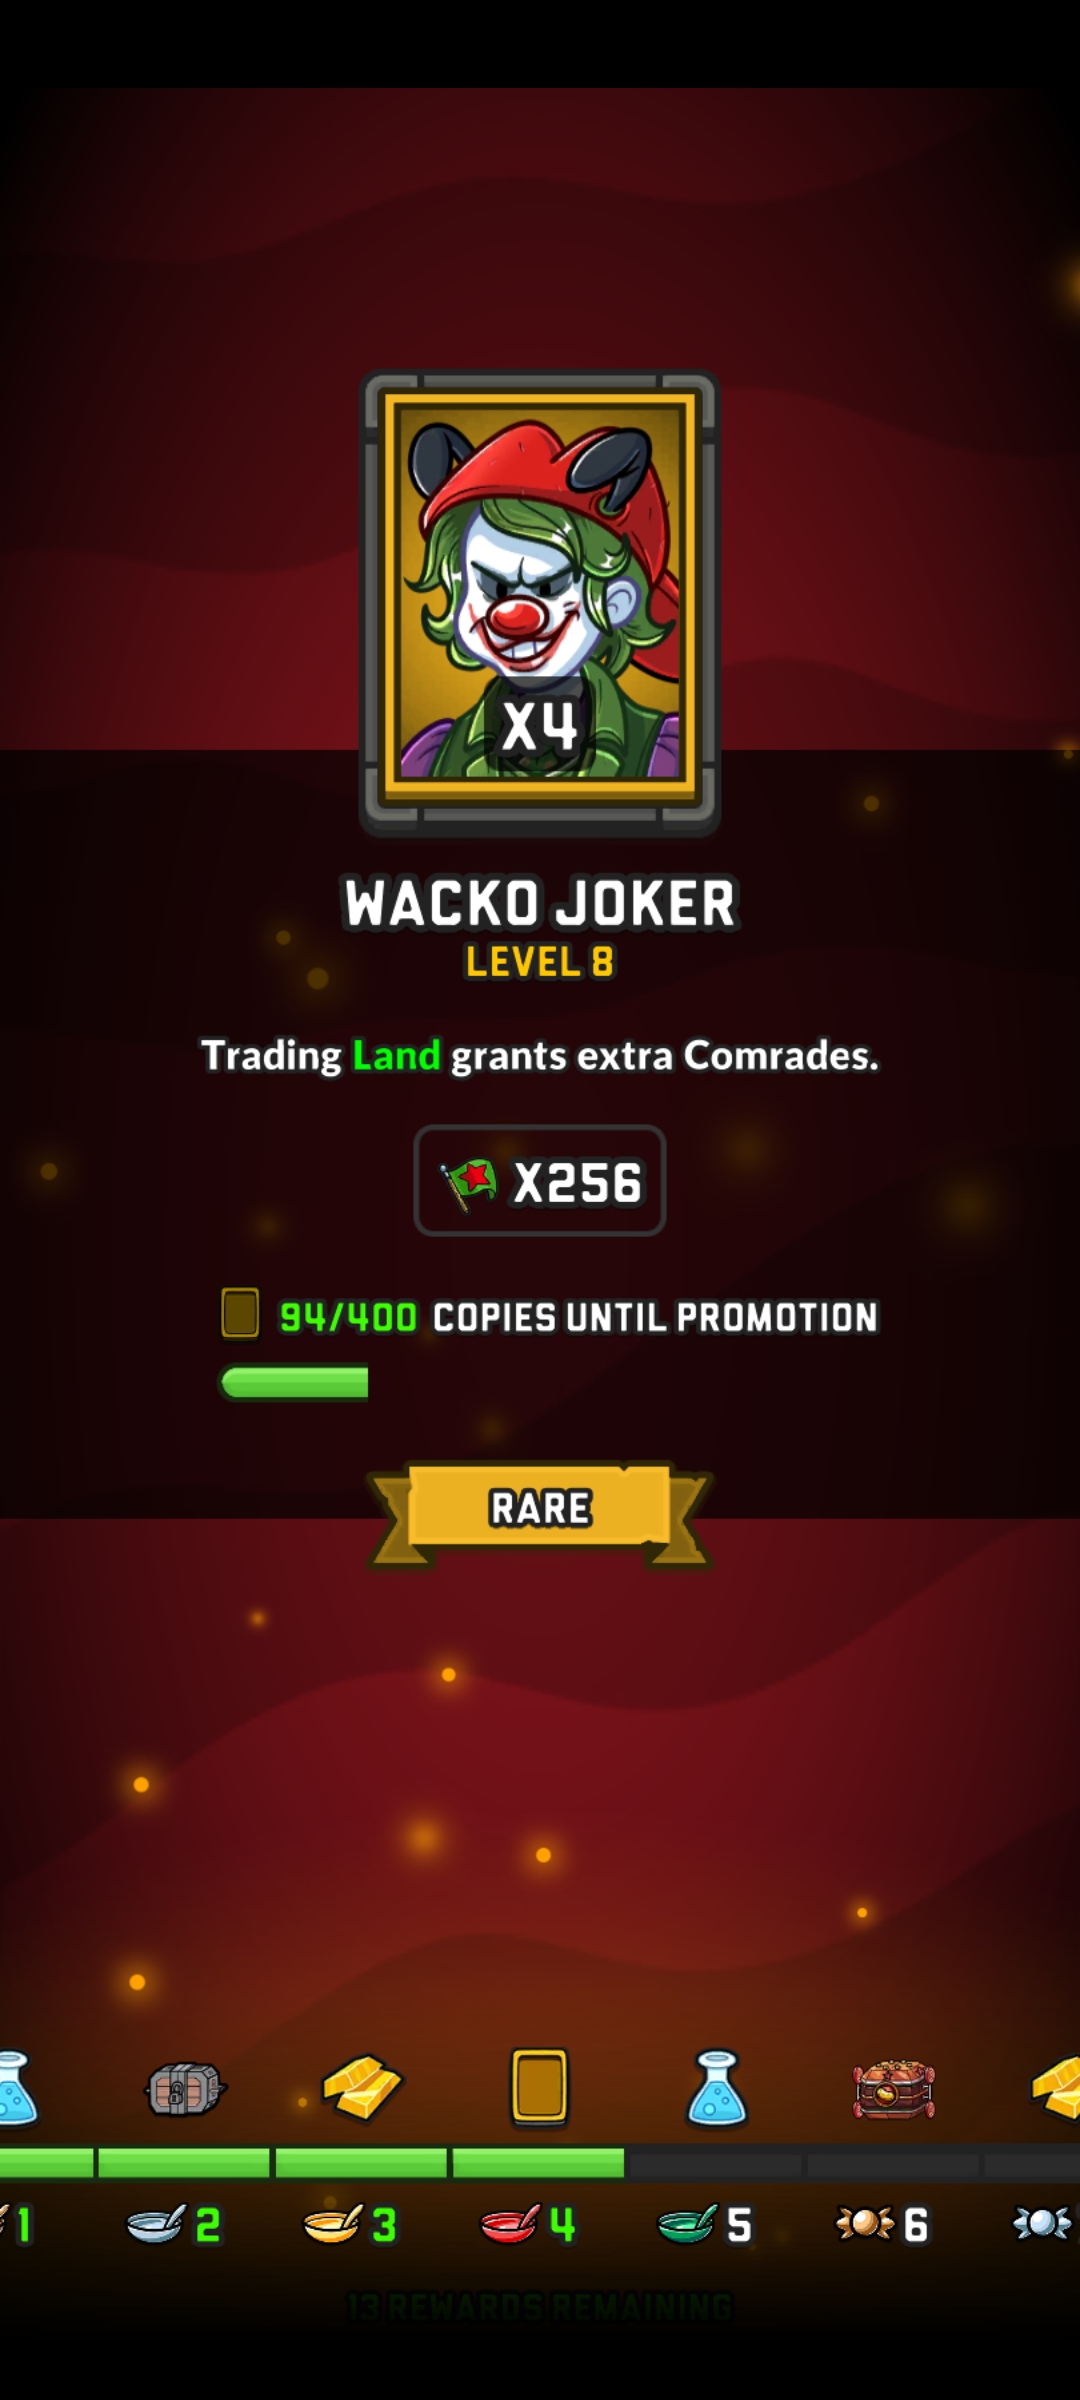 X4
WACKO JOKER
LEVEL 8
Trading Land grants extra Comrades.
X256
94/400 COPIES UNTIL PROMOTION
RARE
1 2 3 4 5 6
13 REWARDS REMAINING